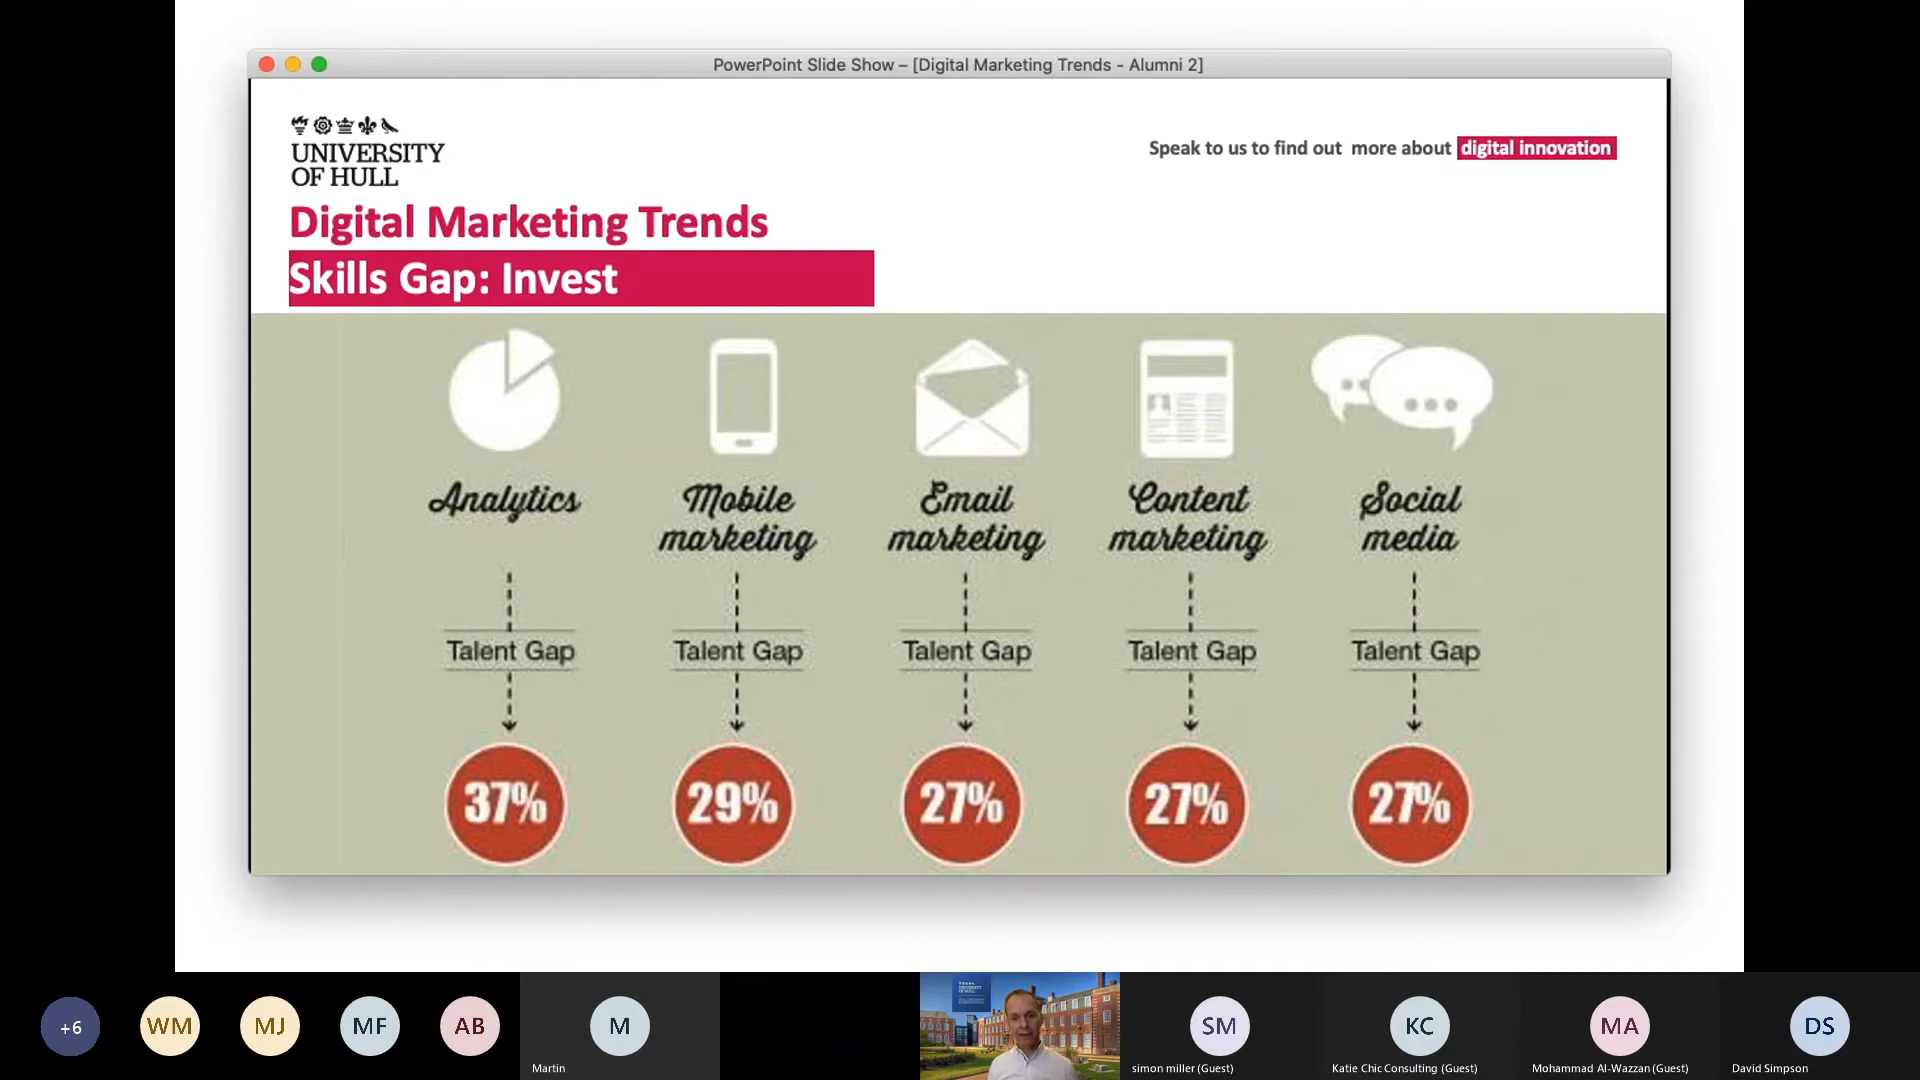 PowerPoint Slide Show – [Digital Marketing Trends - Alumni 2]
UNIVERSITY
OF HULL
Speak to us to find out more about digital innovation
Digital Marketing Trends
Skills Gap: Invest
Analytics
Mobile
marketing
Email
marketing
Content
marketing
Social
media
Talent Gap
Talent Gap
Talent Gap
Talent Gap
Talent Gap
37%
29%
27%
27%
27%
+6
WM
MJ
MF
AB
M
Martin
UNIVERSITY
OF HULL
SM
simon miller (Guest)
KC
Katie Chic Consulting (Guest)
MA
Mohammad Al-Wazzan (Guest)
DS
David Simpson